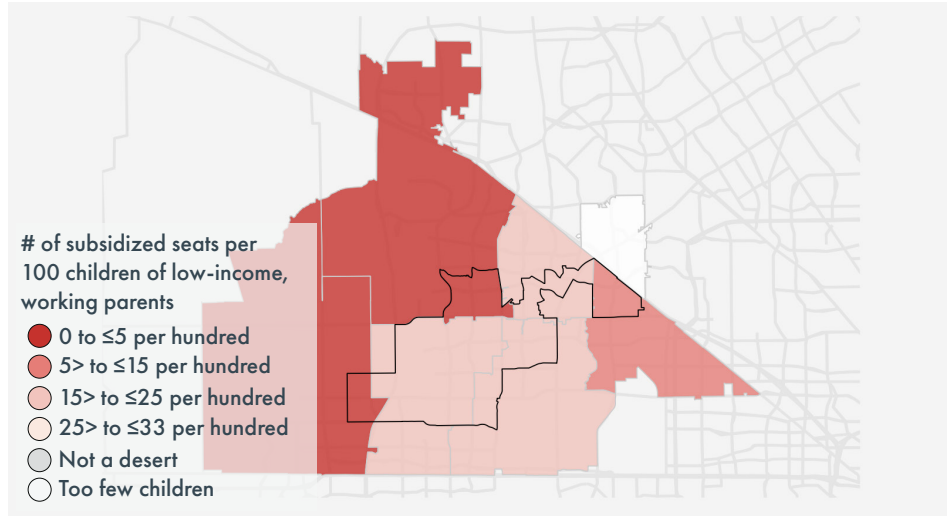 # of subsidized seats per
100 children of low-income,
working parents
0 to ≤5 per hundred
5> to ≤15 per hundred
15> to ≤25 per hundred
25> to ≤33 per hundred
Not a desert
Too few children